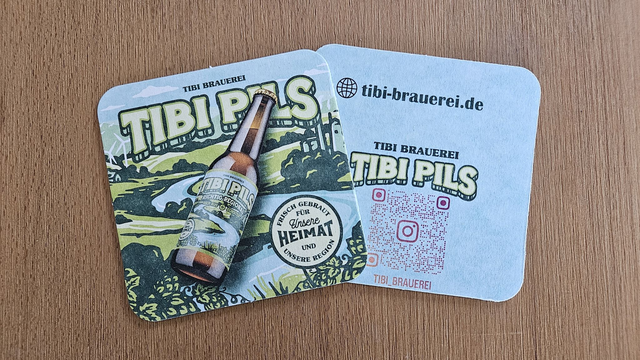 TIBI BRAUEREI
TIBI PILS
TIBI PILS
FRISCH GEBRAUT
FÜR
Unsere
HEIMAT
UND
UNSERE REGION
tibi-brauerei.de
TIBI BRAUEREI
TIBI PILS
TIBI_BRAUEREI